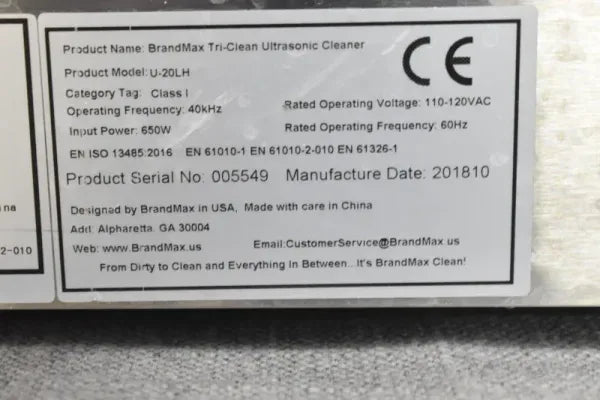 Product Name: BrandMax Tri-Clean Ultrasonic Cleaner
Product Model: U-20LH
Category Tag: Class I
Operating Frequency: 40kHz
Rated Operating Voltage: 110-120VAC
Input Power: 650W
Rated Operating Frequency: 60Hz
EN ISO 13485:2016 EN 61010-1 EN 61010-2-010 EN 61326-1
Product Serial No: 005549 Manufacture Date: 201810
Designed by BrandMax in USA, Made with care in China
Add: Alpharetta, GA 30004
Web: www.BrandMax.us Email:CustomerService@BrandMax.us
From Dirty to Clean and Everything In Between.. It's BrandMax Clean!
CE
2-010